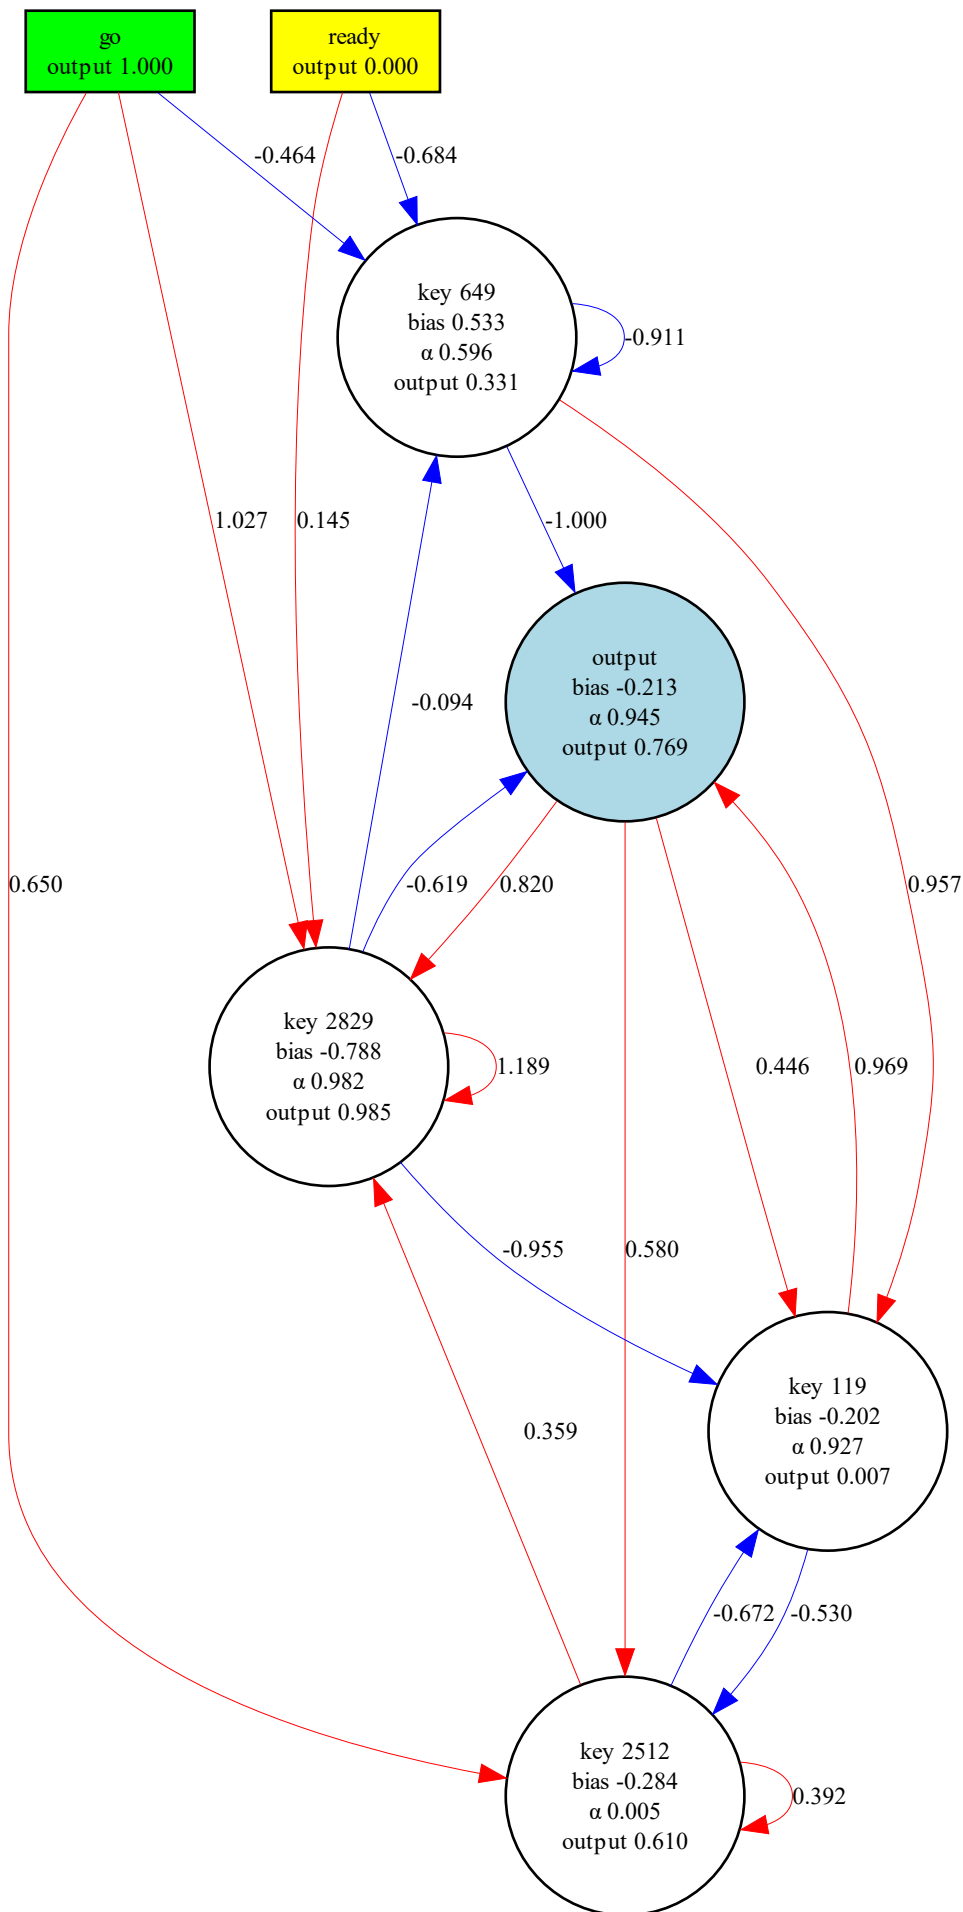 go
output 1.000
ready
output 0.000
-0.464
-0.684
key 649
bias 0.533
α 0.596
output 0.331
-0.911
1.027
0.145
-1.000
output
bias -0.213
α 0.945
output 0.769
-0.094
0.650
-0.619
0.820
0.957
key 2829
bias -0.788
α 0.982
output 0.985
1.189
0.446
0.969
-0.955
0.580
key 119
bias -0.202
α 0.927
output 0.007
0.359
-0.672
-0.530
key 2512
bias -0.284
α 0.005
output 0.610
0.392